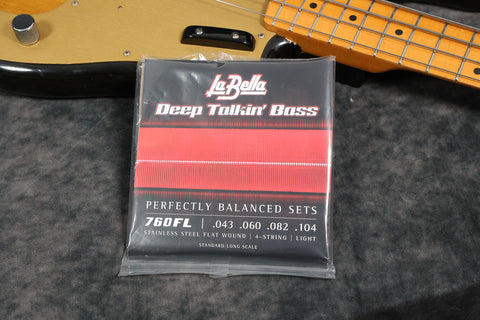 La Bella
Deep Talkin' Bass
PERFECTLY BALANCED SETS
760FL | .043 .060 .082 .104
STAINLESS STEEL FLAT WOUND | 4-STRING | LIGHT
STANDARD LONG SCALE